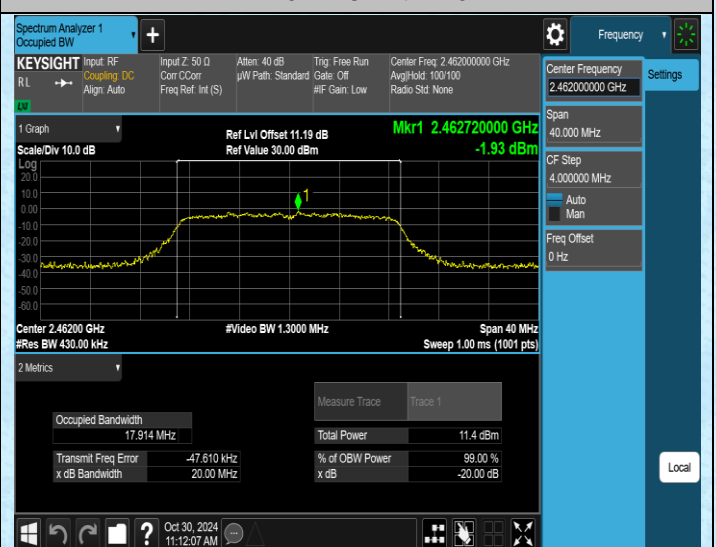 Spectrum Analyzer 1
Occupied BW
+
Frequency
KEYSIGHT
RL
Input: RF
Coupling: DC
Align: Auto
Input Z: 50 Ω
Corr CCorr
Freq Ref: Int (S)
Atten: 40 dB
µW Path: Standard
Trig: Free Run
Gate: Off
#IF Gain: Low
Center Freq: 2.462000000 GHz
Avg|Hold: 100/100
Radio Std: None
Center Frequency
2.462000000 GHz
Settings
Span
40.000 MHz
CF Step
4.000000 MHz
Auto
Man
Freq Offset
0 Hz
1 Graph
Scale/Div 10.0 dB
Ref Lvl Offset 11.19 dB
Ref Value 30.00 dBm
Mkr1 2.462720000 GHz
-1.93 dBm
Log
20.0
10.0
0.00
-10.0
-20.0
-30.0
-40.0
-50.0
-60.0
1
Center 2.46200 GHz
#Res BW 430.00 kHz
#Video BW 1.3000 MHz
Span 40 MHz
Sweep 1.00 ms (1001 pts)
2 Metrics
Measure Trace Trace 1
Occupied Bandwidth
17.914 MHz
Total Power 11.4 dBm
Transmit Freq Error -47.610 kHz
% of OBW Power 99.00 %
x dB Bandwidth 20.00 MHz
x dB -20.00 dB
Local
?
Oct 30, 2024
11:12:07 AM